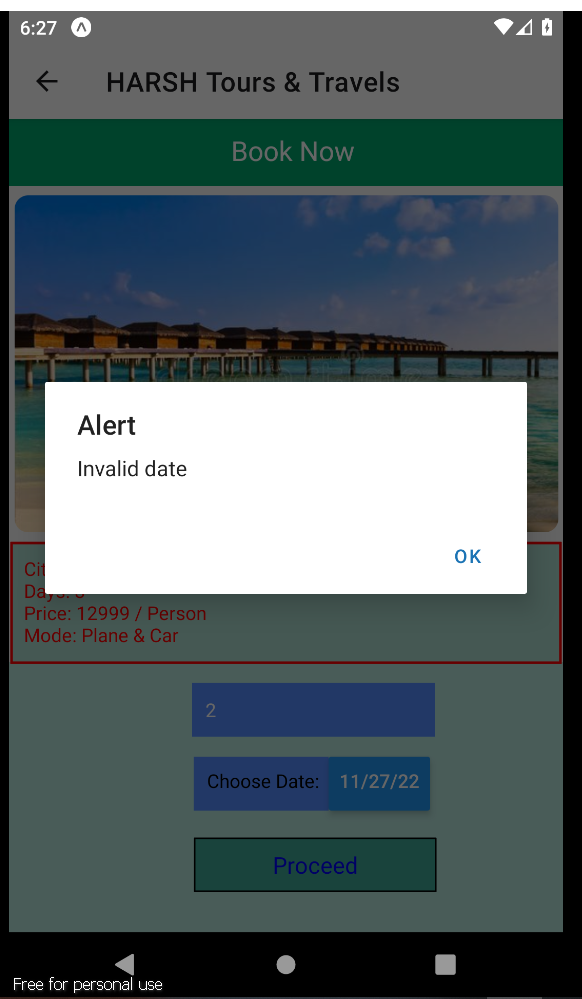 6:27
HARSH Tours & Travels
Book Now
Alert
Invalid date
OK
Price: 12999 / Person
Mode: Plane & Car
2
Choose Date: 11/27/22
Proceed
Free for personal use